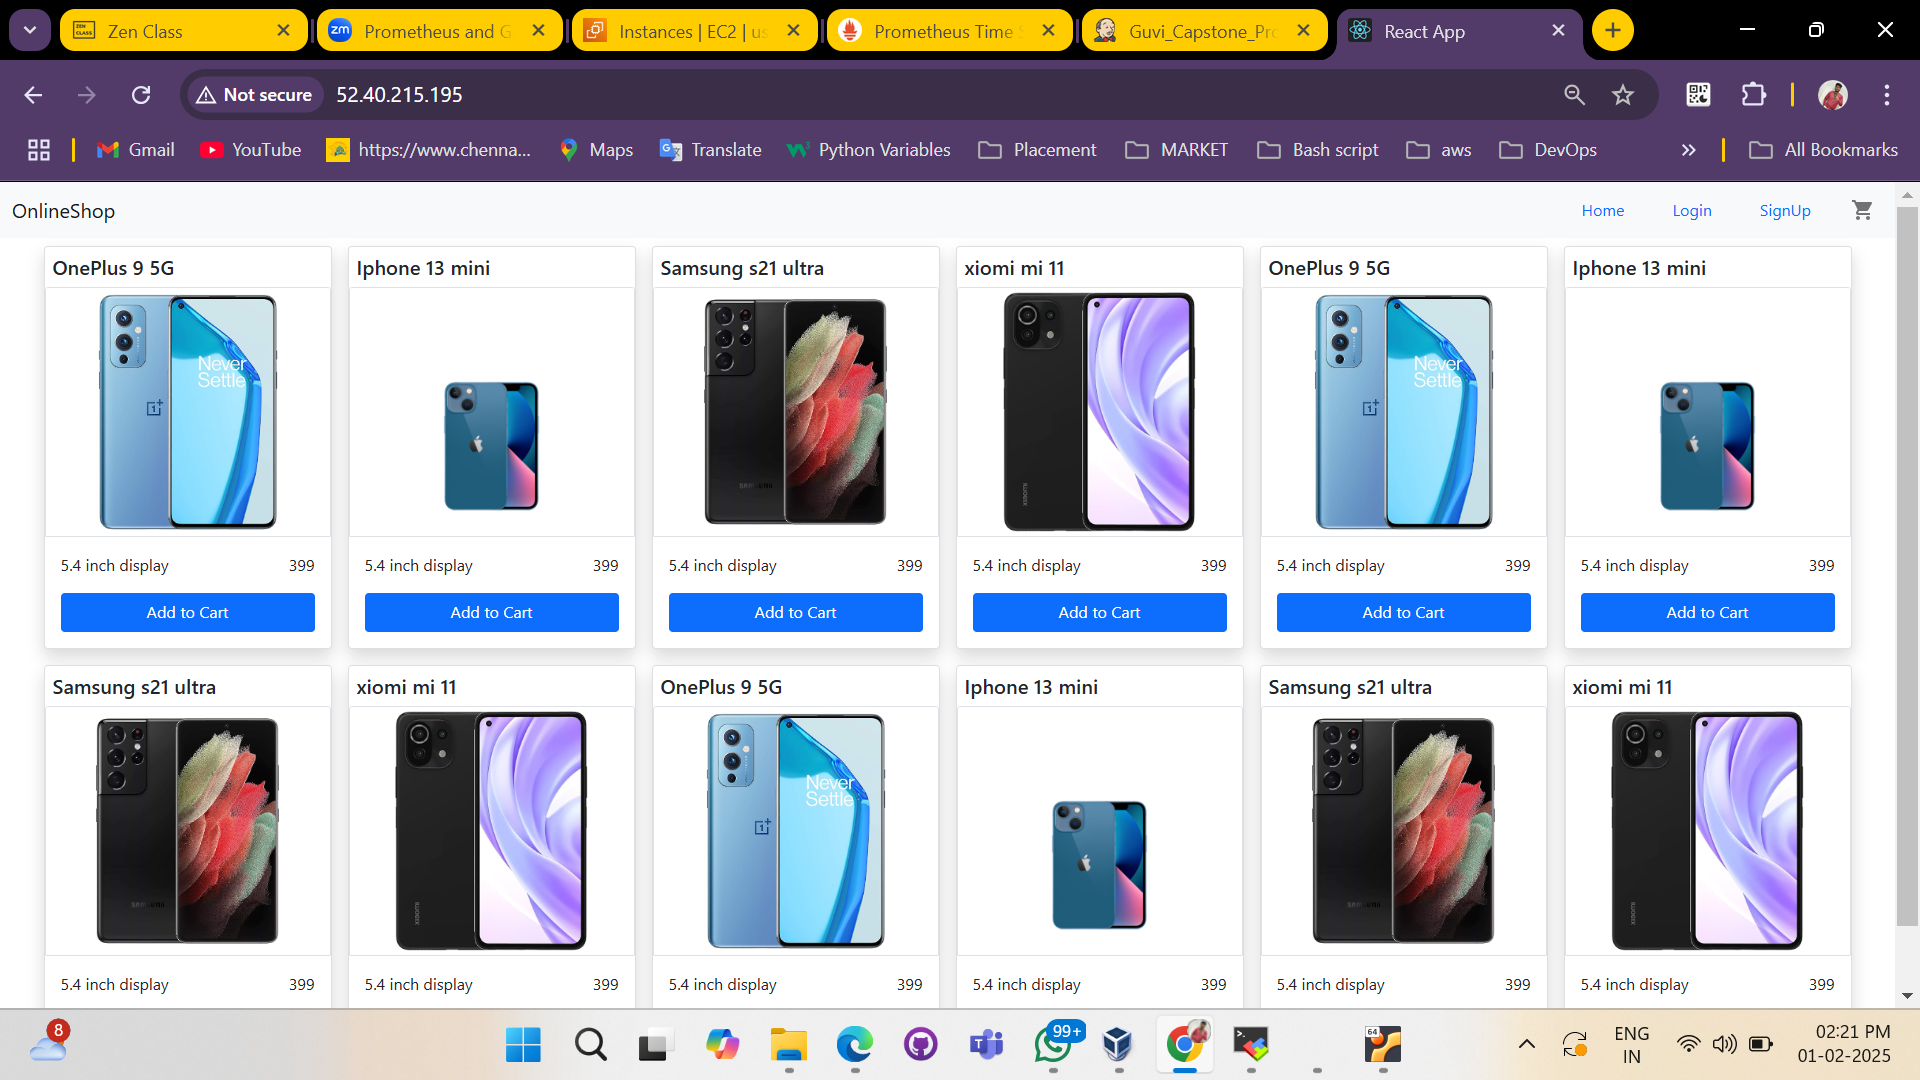 Zen Class
Prometheus and G
Instances | EC2 | us
Prometheus Time S
Guvi_Capstone_Pro
React App
Not secure
52.40.215.195
Gmail
YouTube
https://www.chenna...
Maps
Translate
Python Variables
Placement
MARKET
Bash script
aws
DevOps
All Bookmarks
OnlineShop
Home
Login
SignUp
OnePlus 9 5G
Iphone 13 mini
Samsung s21 ultra
xiomi mi 11
OnePlus 9 5G
Iphone 13 mini
Never
Settle
SAMSUNG
XIAOMI
Never
Settle
5.4 inch display 399
5.4 inch display 399
5.4 inch display 399
5.4 inch display 399
5.4 inch display 399
5.4 inch display 399
Add to Cart
Add to Cart
Add to Cart
Add to Cart
Add to Cart
Add to Cart
Samsung s21 ultra
xiomi mi 11
OnePlus 9 5G
Iphone 13 mini
Samsung s21 ultra
xiomi mi 11
SAMSUNG
XIAOMI
Never
Settle
SAMSUNG
XIAOMI
5.4 inch display 399
5.4 inch display 399
5.4 inch display 399
5.4 inch display 399
5.4 inch display 399
5.4 inch display 399
8
99+
64
ENG
IN
02:21 PM
01-02-2025